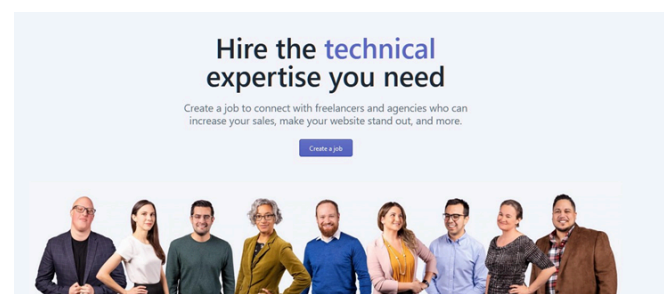 Hire the technical
expertise you need
Create a job to connect with freelancers and agencies who can
increase your sales, make your website stand out, and more.
Create a job